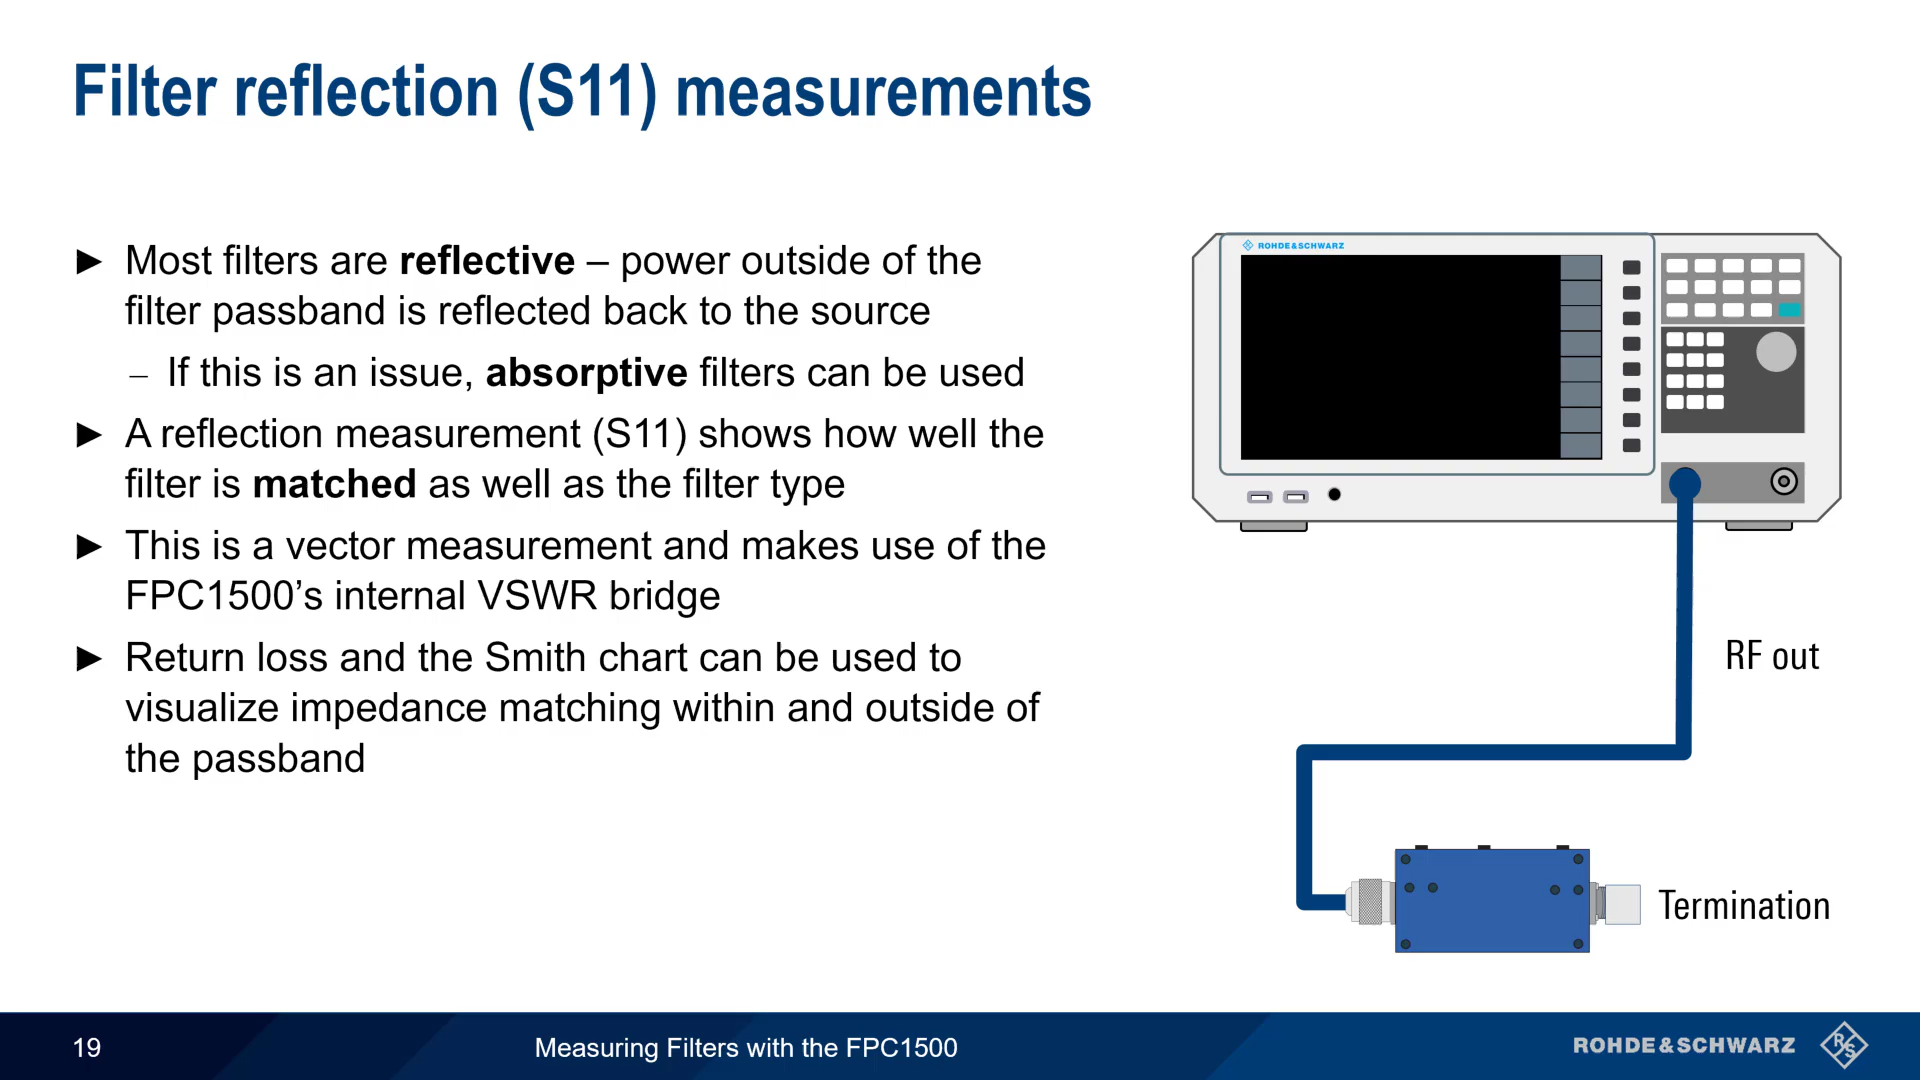 Filter reflection (S11) measurements
► Most filters are reflective – power outside of the
filter passband is reflected back to the source
– If this is an issue, absorptive filters can be used
► A reflection measurement (S11) shows how well the
filter is matched as well as the filter type
► This is a vector measurement and makes use of the
FPC1500’s internal VSWR bridge
► Return loss and the Smith chart can be used to
visualize impedance matching within and outside of
the passband
ROHDE&SCHWARZ
RF out
Termination
19
Measuring Filters with the FPC1500
ROHDE&SCHWARZ
R&S